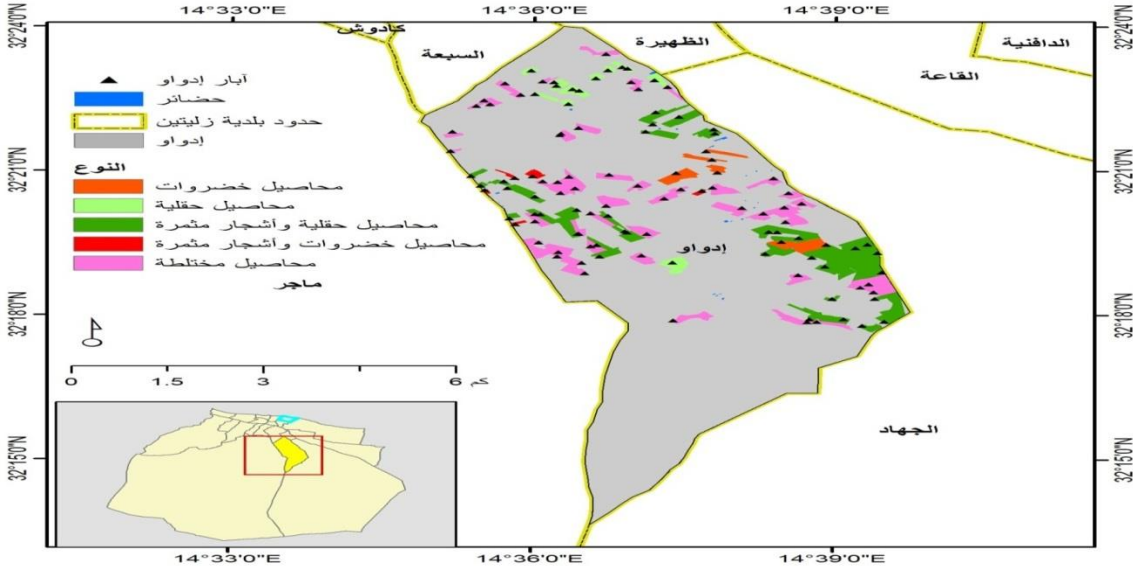 14°33'0"E 14°36'0"E 14°39'0"E
32°24'0"N 32°24'0"N
كادوش السبعة الظهيرة الدافنية
القاعة
آبار إدواو
حضائر
حدود بلدية زليتين
إدواو
النوع
محاصيل خضروات
محاصيل حقلية
محاصيل حقلية وأشجار مثمرة
محاصيل خضروات وأشجار مثمرة
محاصيل مختلطة
32°21'0"N 32°21'0"N
إدواو
ماجر
32°18'0"N 32°18'0"N
0 1.5 3 6 كم
الجهاد
32°15'0"N 32°15'0"N
14°33'0"E 14°36'0"E 14°39'0"E